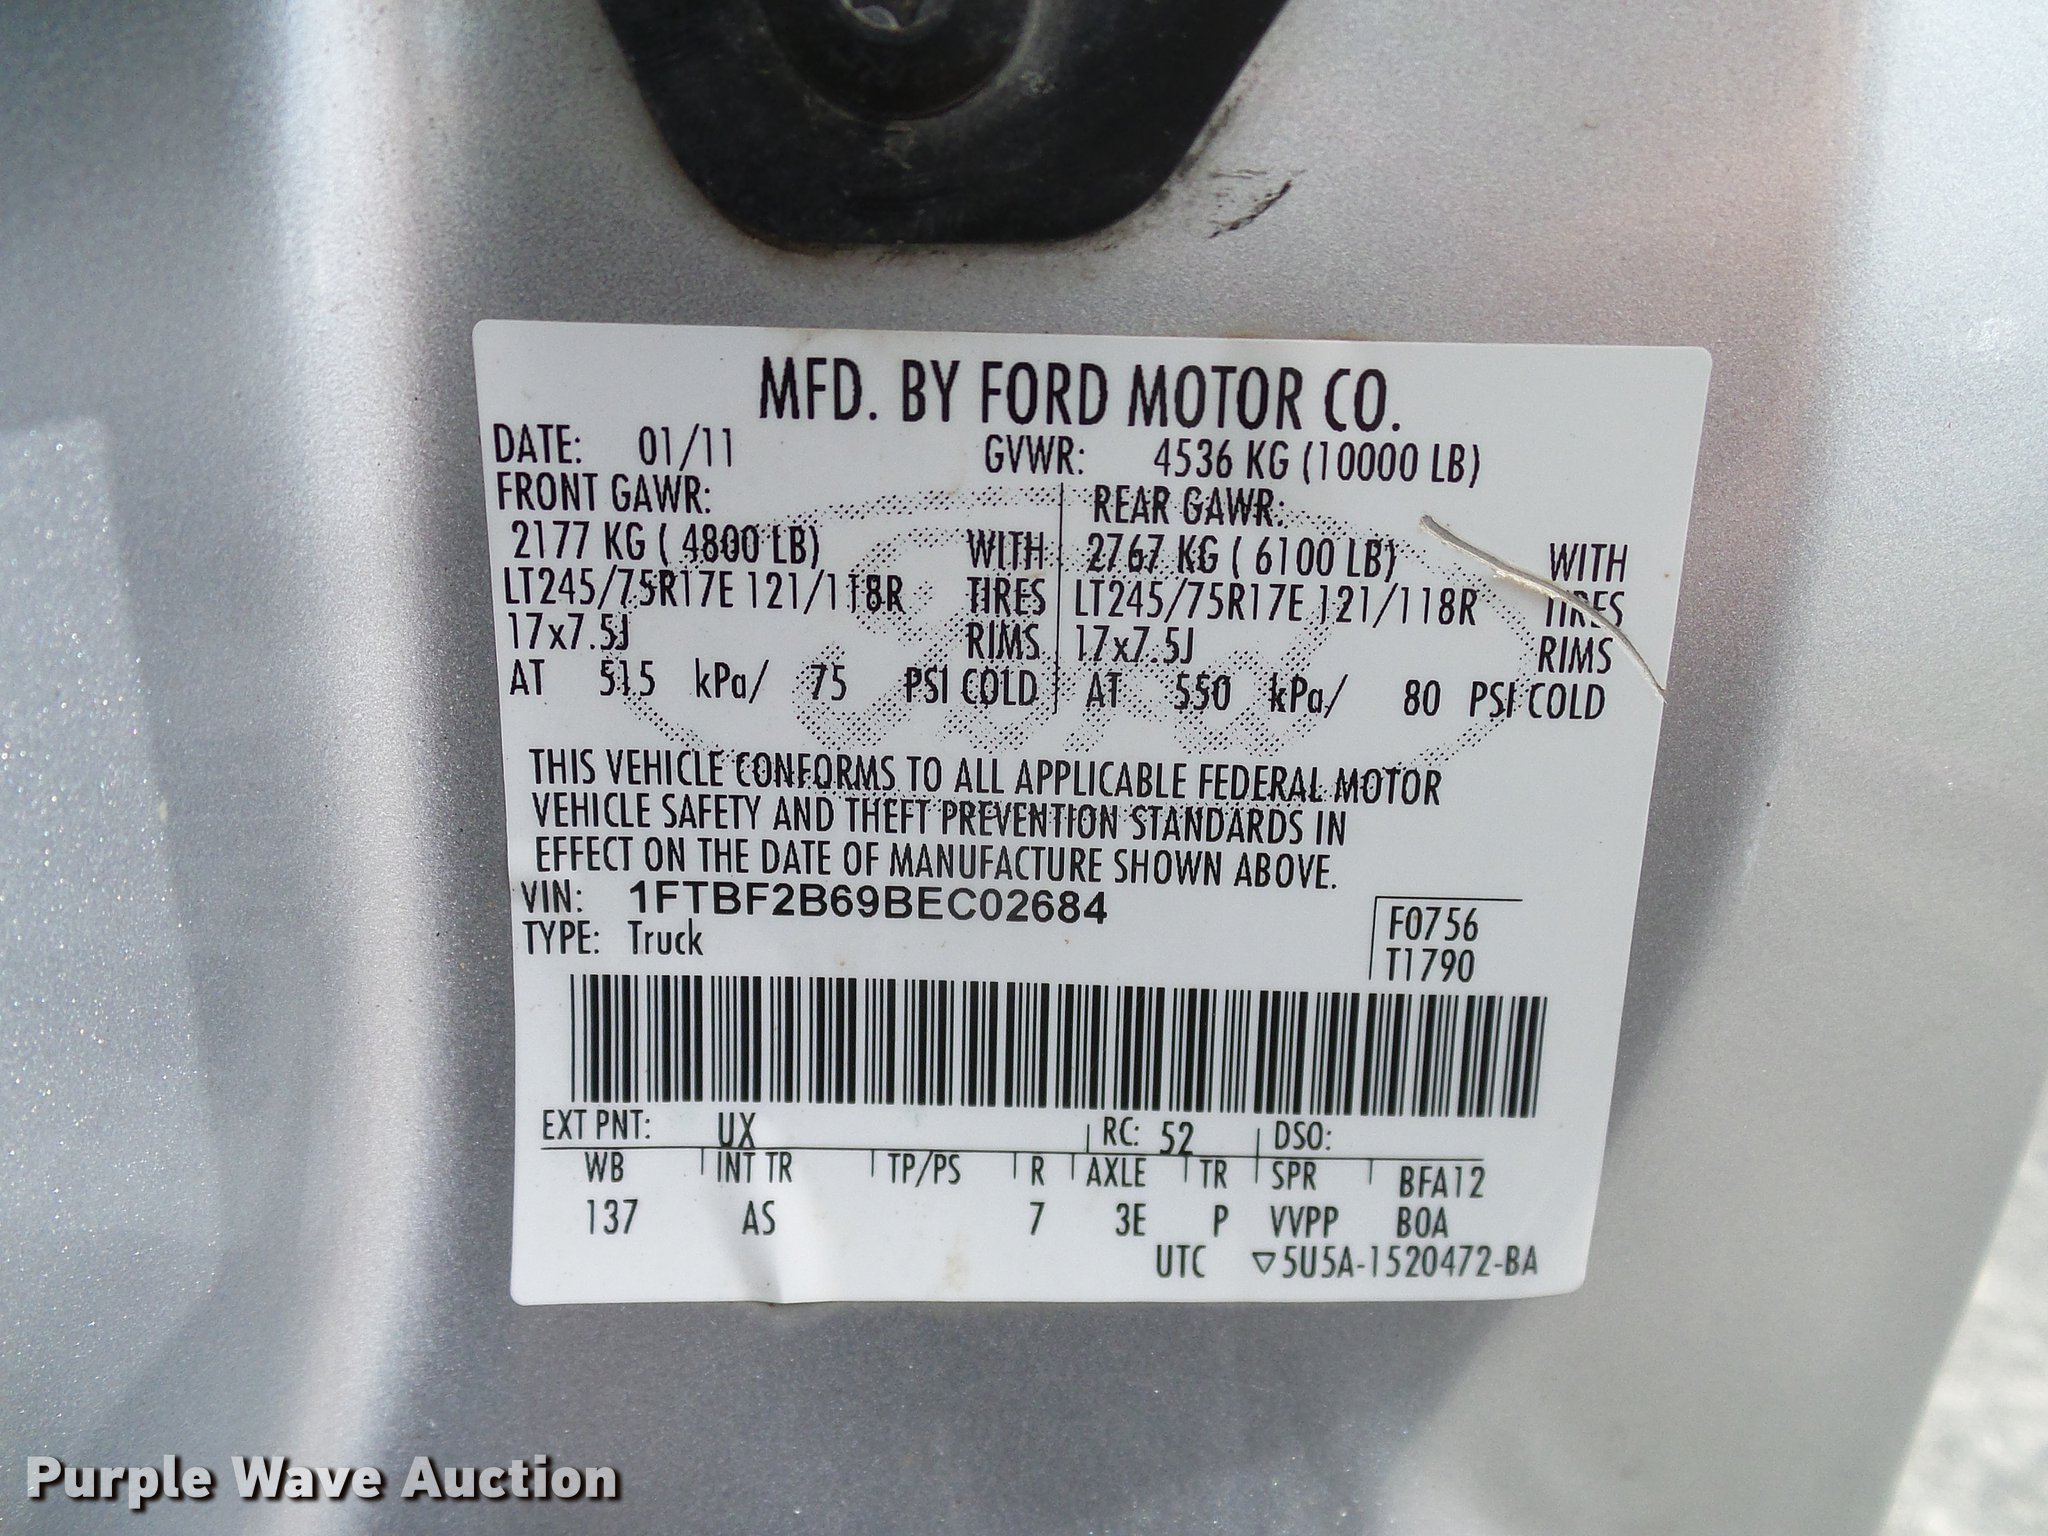 MFD. BY FORD MOTOR CO.
DATE: 01/11 GVWR: 4536 KG (10000 LB)
FRONT GAWR: REAR GAWR:
2177 KG ( 4800 LB) WITH 2767 KG ( 6100 LB) WITH
LT245/75R17E 121/118R TIRES LT245/75R17E 121/118R TIRES
17x7.5J RIMS 17x7.5J RIMS
AT 515 kPa/ 75 PSI COLD AT 550 kPa/ 80 PSI COLD
THIS VEHICLE CONFORMS TO ALL APPLICABLE FEDERAL MOTOR
VEHICLE SAFETY AND THEFT PREVENTION STANDARDS IN
EFFECT ON THE DATE OF MANUFACTURE SHOWN ABOVE.
VIN: 1FTBF2B69BEC02684
TYPE: Truck
F0756
T1790
EXT PNT: UX RC: 52 DSO:
WB INT TR TP/PS R AXLE TR SPR BFA12
137 AS 7 3E P VVPP BOA
UTC ▽5U5A-1520472-BA
Purple Wave Auction